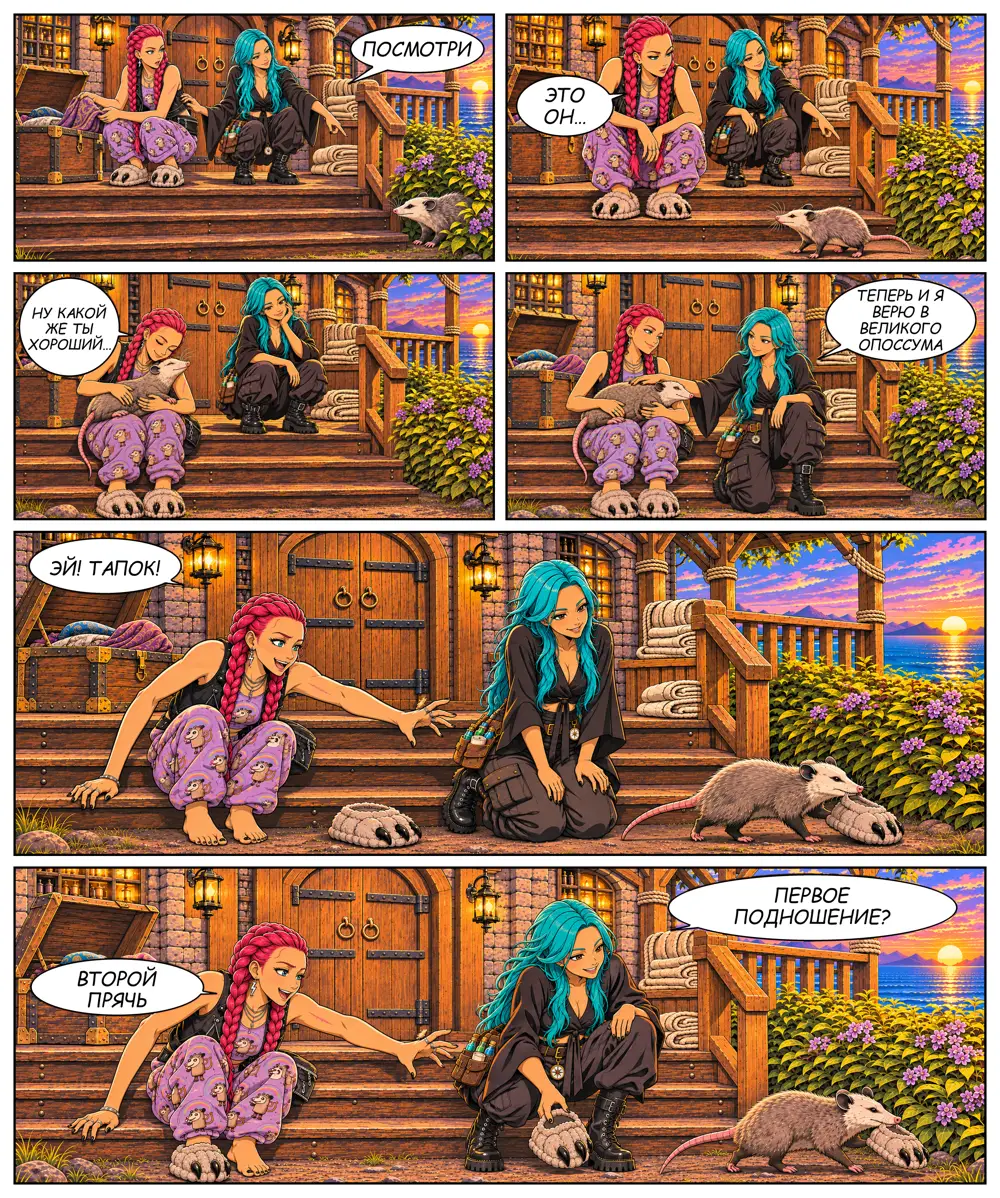 ПОСМОТРИ
ЭТО
ОН...
НУ КАКОЙ
ЖЕ ТЫ
ХОРОШИЙ...
ТЕПЕРЬ И Я
ВЕРЮ В
ВЕЛИКОГО
ОПОССУМА
ЭЙ! ТАПОК!
ПЕРВОЕ
ПОДНОШЕНИЕ?
ВТОРОЙ
ПРЯЧЬ